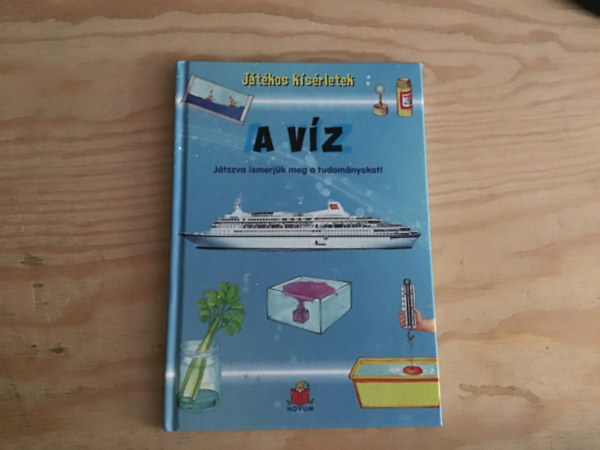 Játékos kísérletek
A VÍZ
Játszva ismerjük meg a tudományokat!
NOVUM